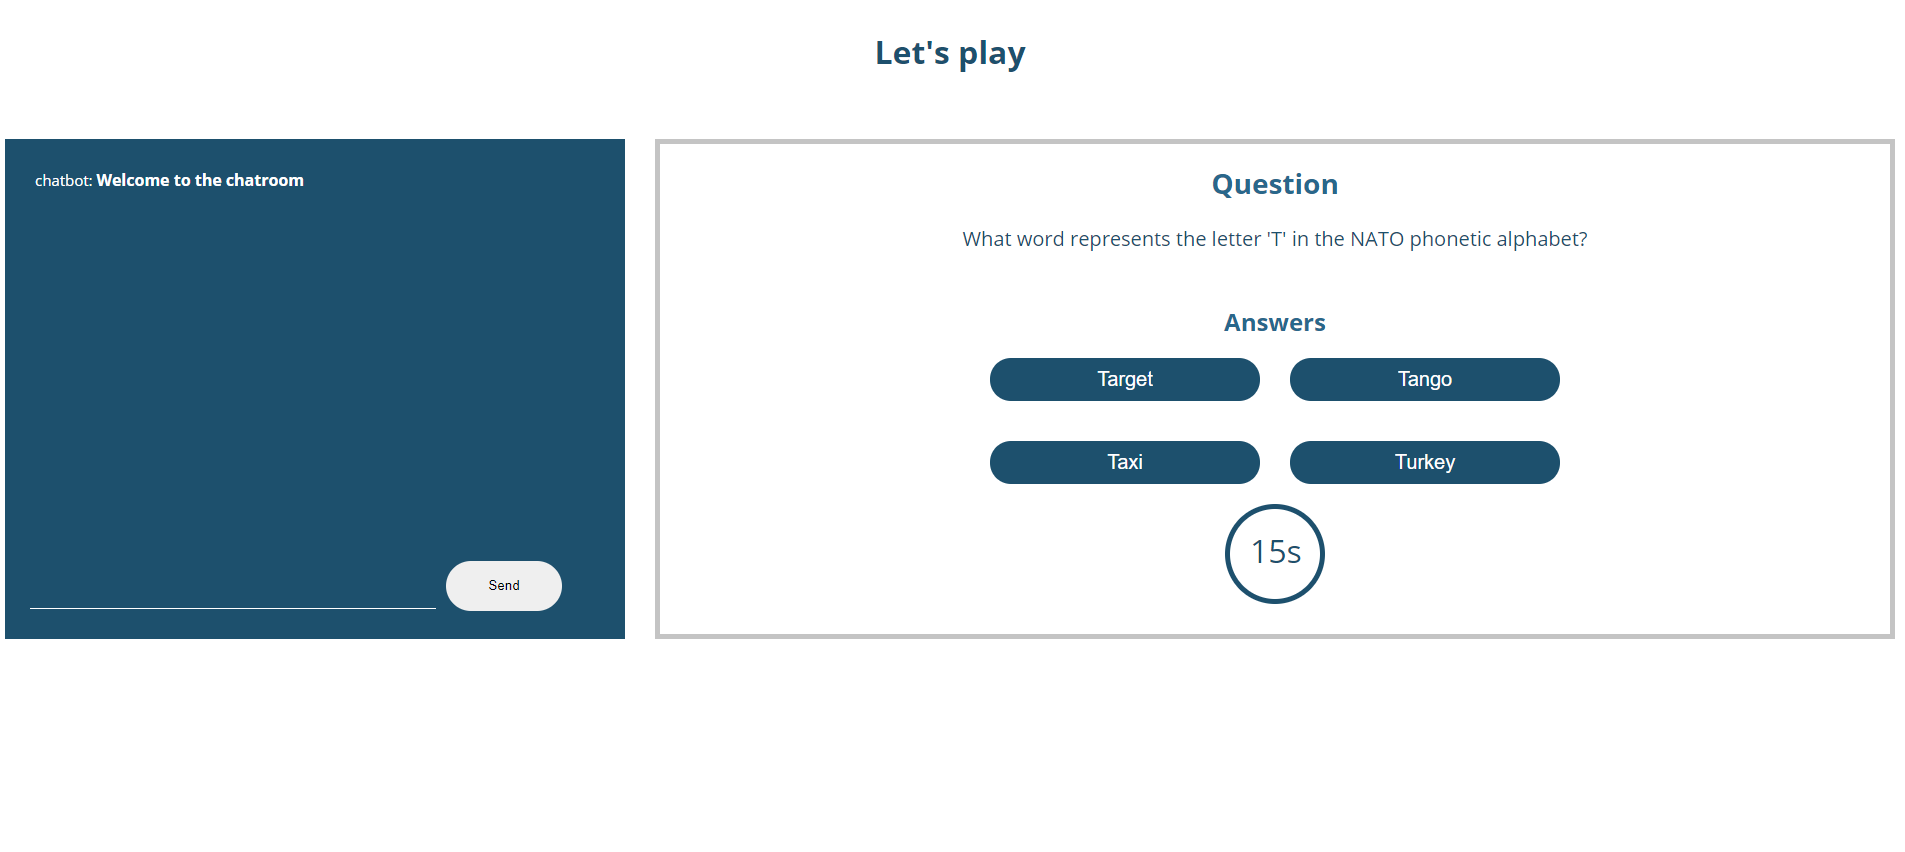 Let's play
chatbot: Welcome to the chatroom
Send
Question
What word represents the letter 'T' in the NATO phonetic alphabet?
Answers
Target
Tango
Taxi
Turkey
15s